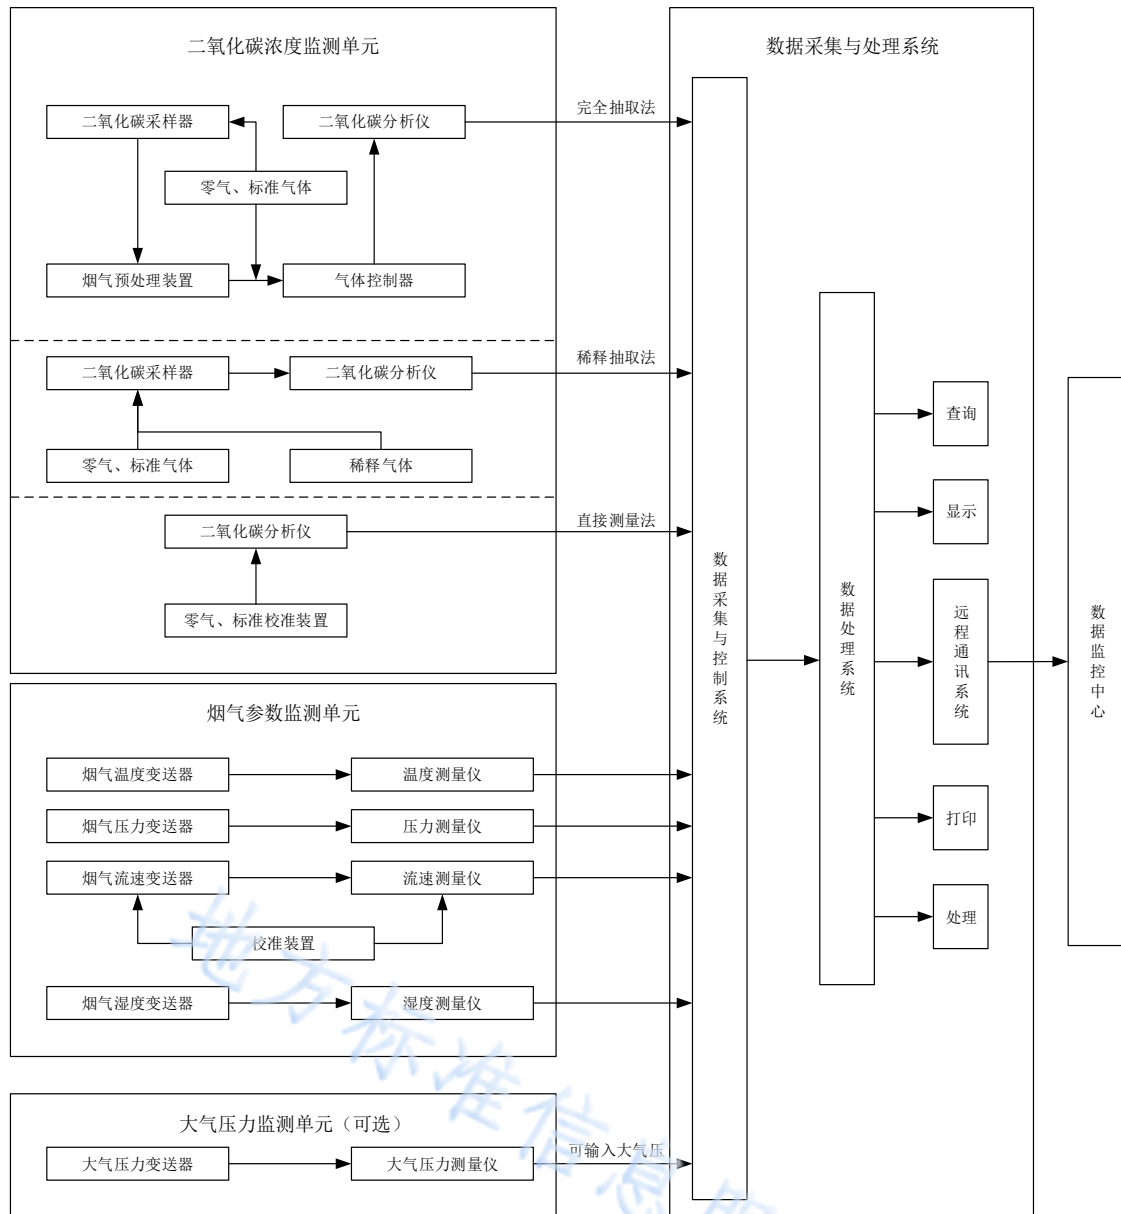 二氧化碳浓度监测单元
数据采集与处理系统
二氧化碳采样器
二氧化碳分析仪
完全抽取法
零气、标准气体
烟气预处理装置
气体控制器
二氧化碳采样器
二氧化碳分析仪
稀释抽取法
零气、标准气体
稀释气体
二氧化碳分析仪
直接测量法
零气、标准校准装置
烟气参数监测单元
烟气温度变送器
温度测量仪
烟气压力变送器
压力测量仪
烟气流速变送器
流速测量仪
校准装置
烟气湿度变送器
湿度测量仪
大气压力监测单元（可选）
大气压力变送器
大气压力测量仪
可输入大气压
数据采集与控制系统
数据处理系统
查询
显示
远程通讯系统
打印
处理
数据监控中心
地方标准信息服